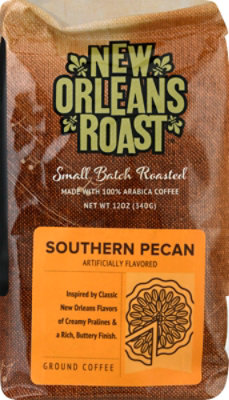 NEW
ORLEANS
ROAST
Small Batch Roasted
MADE WITH 100% ARABICA COFFEE
NET WT 12OZ (340G)
SOUTHERN PECAN
ARTIFICIALLY FLAVORED
Inspired by Classic
New Orleans Flavors
of Creamy Pralines &
a Rich, Buttery Finish.
GROUND COFFEE